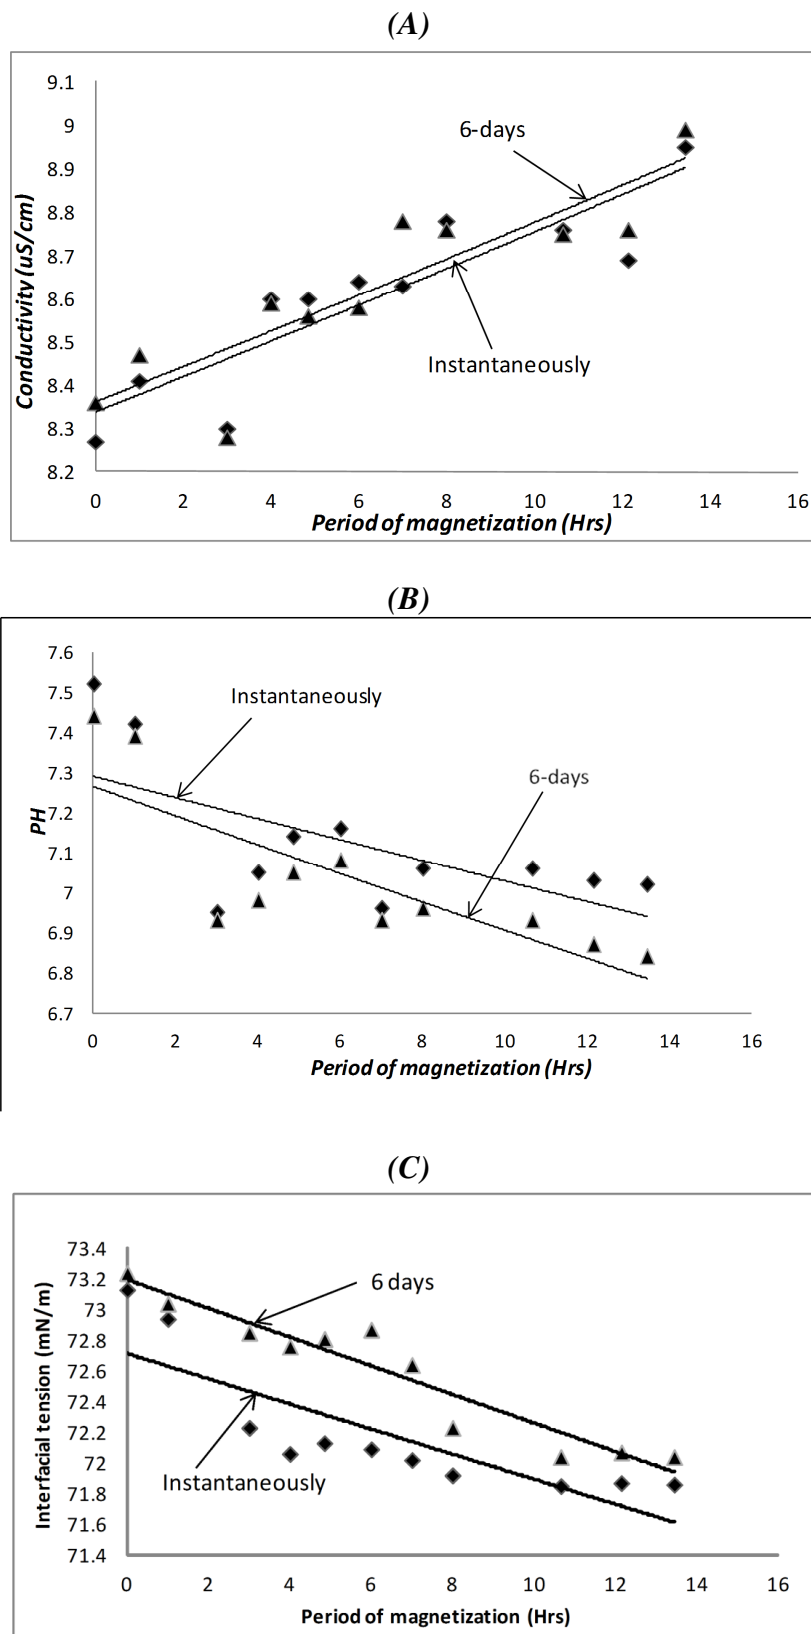 (A)
9.1
9
8.9
8.8
8.7
8.6
8.5
8.4
8.3
8.2
Conductivity (uS/cm)
6-days
Instantaneously
0 2 4 6 8 10 12 14 16
Period of magnetization (Hrs)
(B)
7.6
7.5
7.4
7.3
7.2
7.1
7
6.9
6.8
6.7
PH
Instantaneously
6-days
0 2 4 6 8 10 12 14 16
Period of magnetization (Hrs)
(C)
73.4
73.2
73
72.8
72.6
72.4
72.2
72
71.8
71.6
71.4
Interfacial tension (mN/m)
6 days
Instantaneously
0 2 4 6 8 10 12 14 16
Period of magnetization (Hrs)